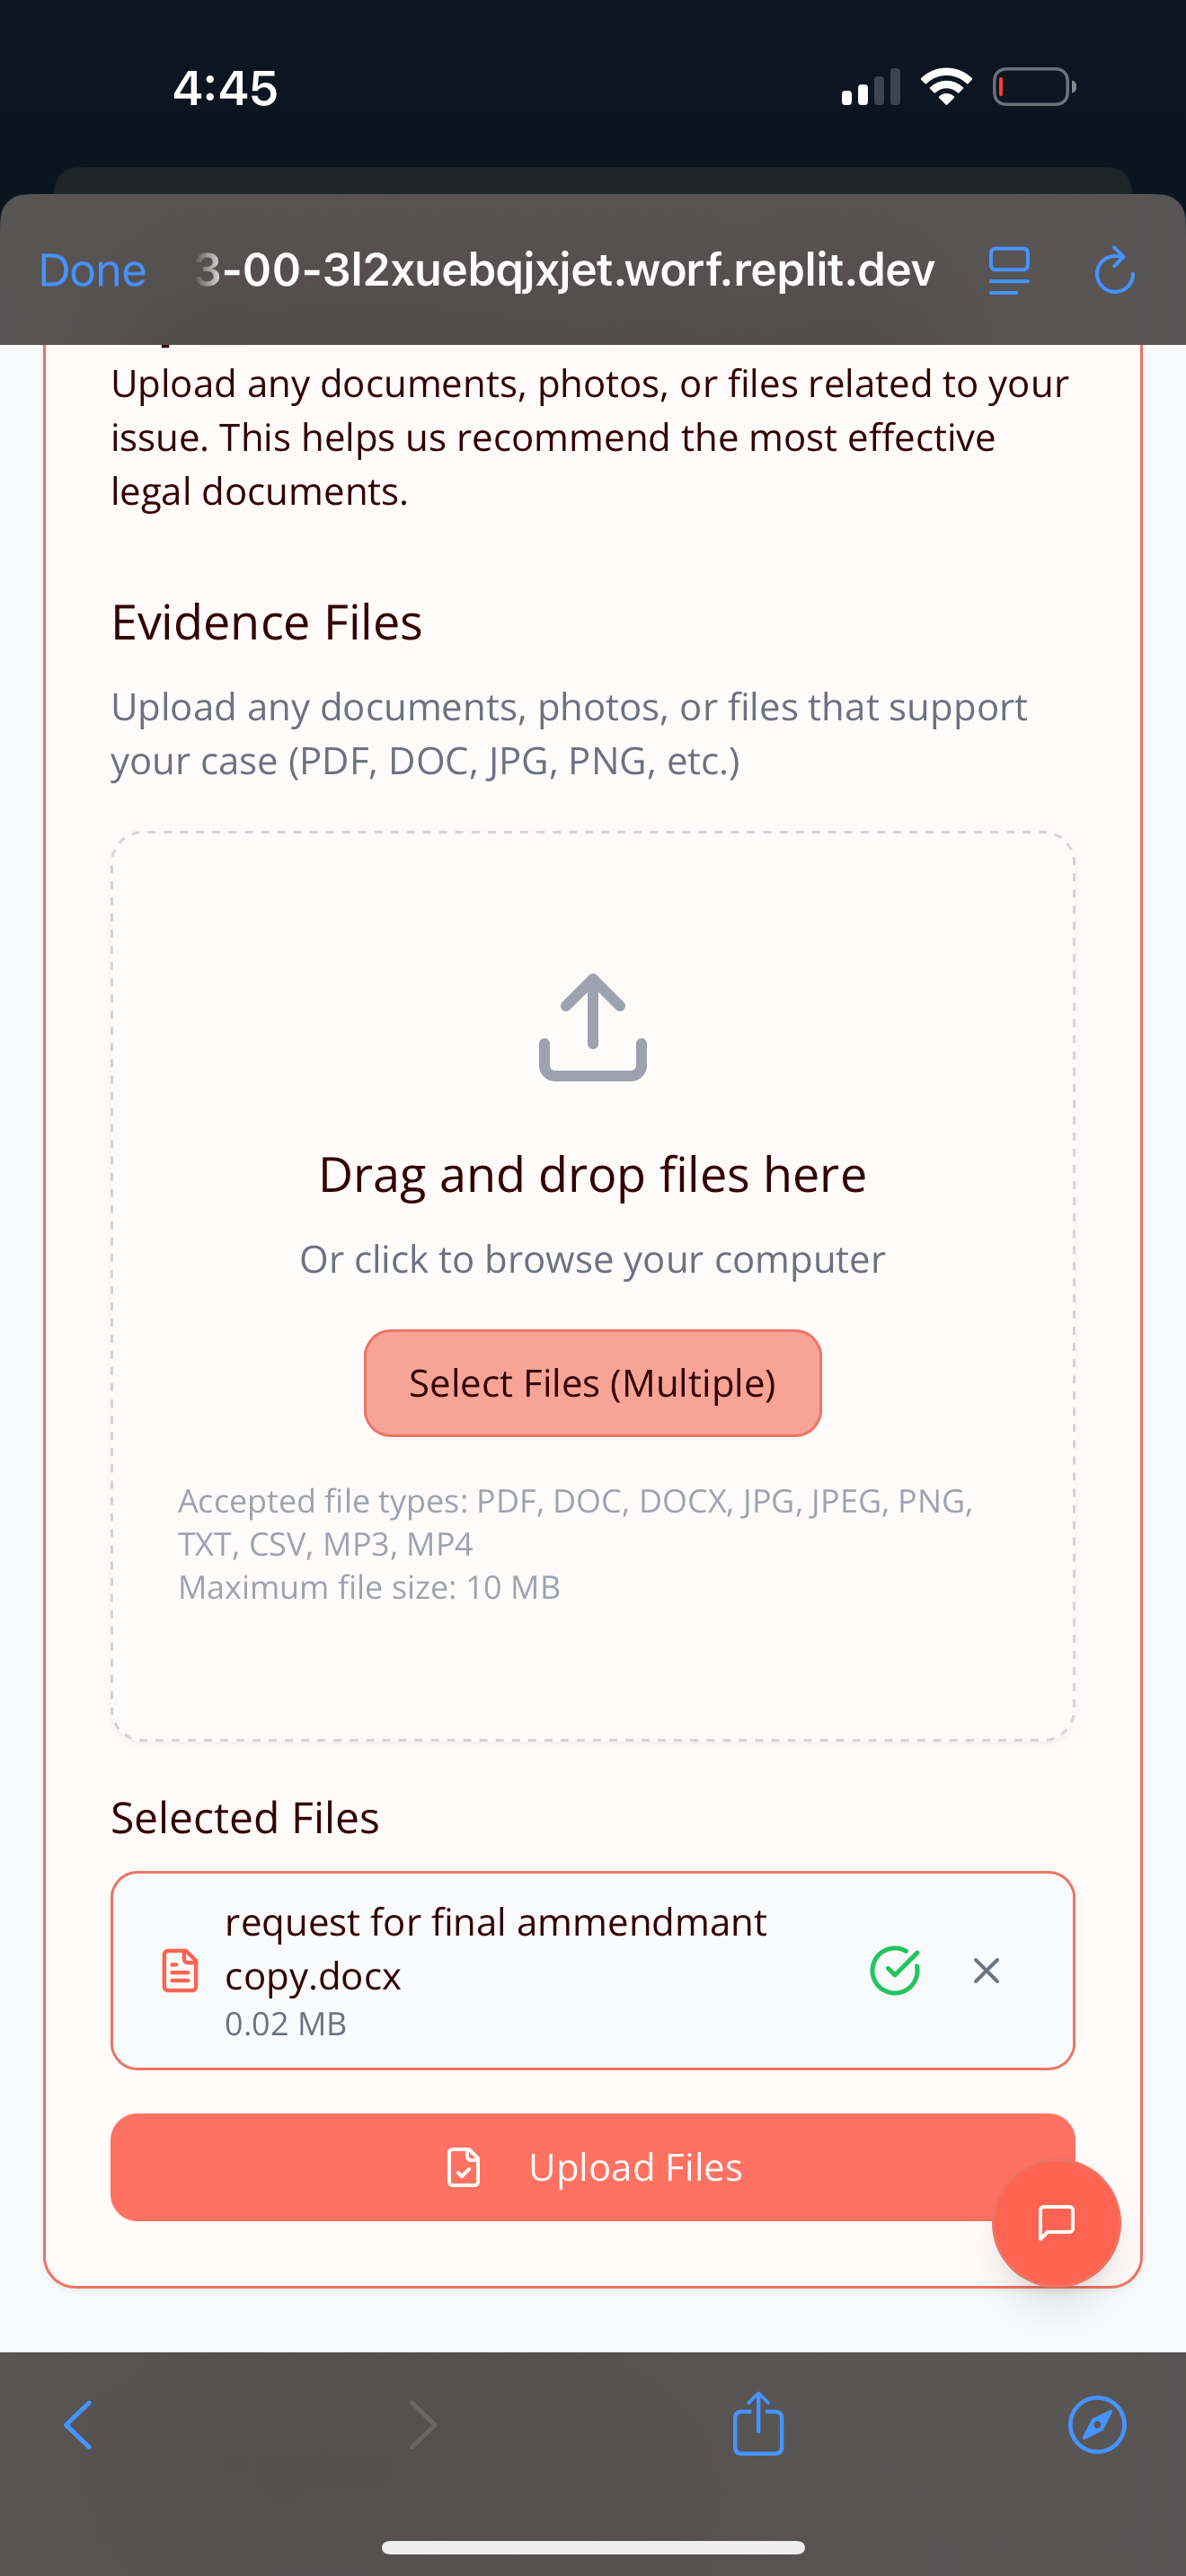 4:45
Done
3-00-3l2xuebqjxjet.worf.replit.dev
Upload any documents, photos, or files related to your
issue. This helps us recommend the most effective
legal documents.
Evidence Files
Upload any documents, photos, or files that support
your case (PDF, DOC, JPG, PNG, etc.)
Drag and drop files here
Or click to browse your computer
Select Files (Multiple)
Accepted file types: PDF, DOC, DOCX, JPG, JPEG, PNG,
TXT, CSV, MP3, MP4
Maximum file size: 10 MB
Selected Files
request for final ammendmant
copy.docx
0.02 MB
Upload Files